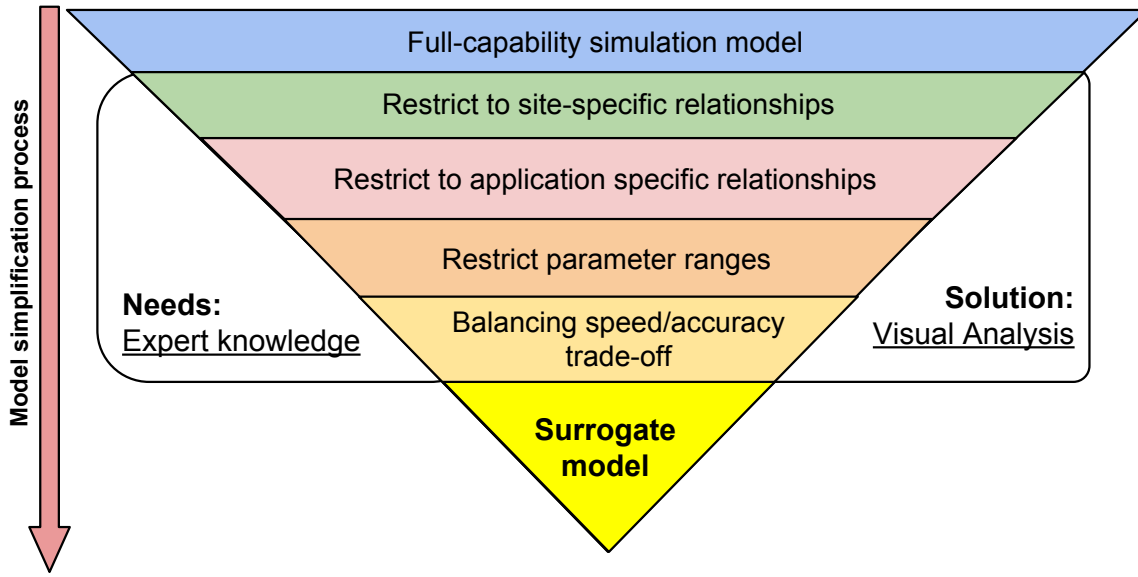 Full-capability simulation model
Restrict to site-specific relationships
Restrict to application specific relationships
Restrict parameter ranges
Balancing speed/accuracy
trade-off
Surrogate
model
Needs:
Expert knowledge
Solution:
Visual Analysis
Model simplification process